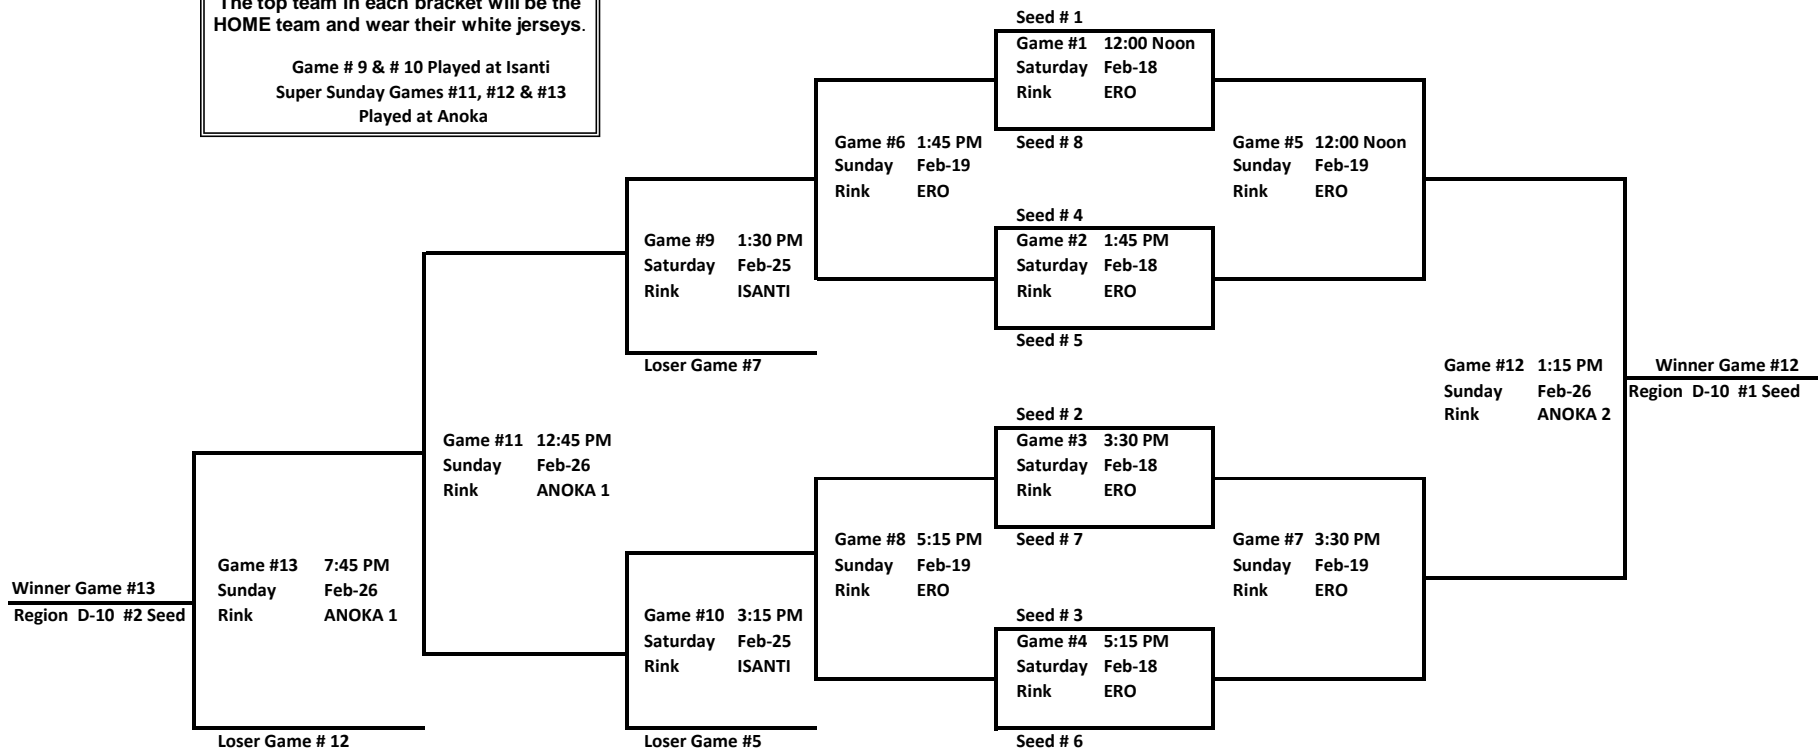 The top team in each bracket will be the
HOME team and wear their white jerseys.
Game # 9 & # 10 Played at Isanti
Super Sunday Games #11, #12 & #13
Played at Anoka
Seed # 1
Game #1 12:00 Noon
Saturday Feb-18
Rink ERO
Seed # 8
Game #6 1:45 PM
Sunday Feb-19
Rink ERO
Game #5 12:00 Noon
Sunday Feb-19
Rink ERO
Seed # 4
Game #2 1:45 PM
Saturday Feb-18
Rink ERO
Seed # 5
Game #9 1:30 PM
Saturday Feb-25
Rink ISANTI
Loser Game #7
Game #12 1:15 PM
Sunday Feb-26
Rink ANOKA 2
Winner Game #12
Region D-10 #1 Seed
Seed # 2
Game #3 3:30 PM
Saturday Feb-18
Rink ERO
Seed # 7
Game #11 12:45 PM
Sunday Feb-26
Rink ANOKA 1
Game #8 5:15 PM
Sunday Feb-19
Rink ERO
Game #7 3:30 PM
Sunday Feb-19
Rink ERO
Game #13 7:45 PM
Sunday Feb-26
Rink ANOKA 1
Winner Game #13
Region D-10 #2 Seed
Seed # 3
Game #4 5:15 PM
Saturday Feb-18
Rink ERO
Seed # 6
Game #10 3:15 PM
Saturday Feb-25
Rink ISANTI
Loser Game #5
Loser Game # 12